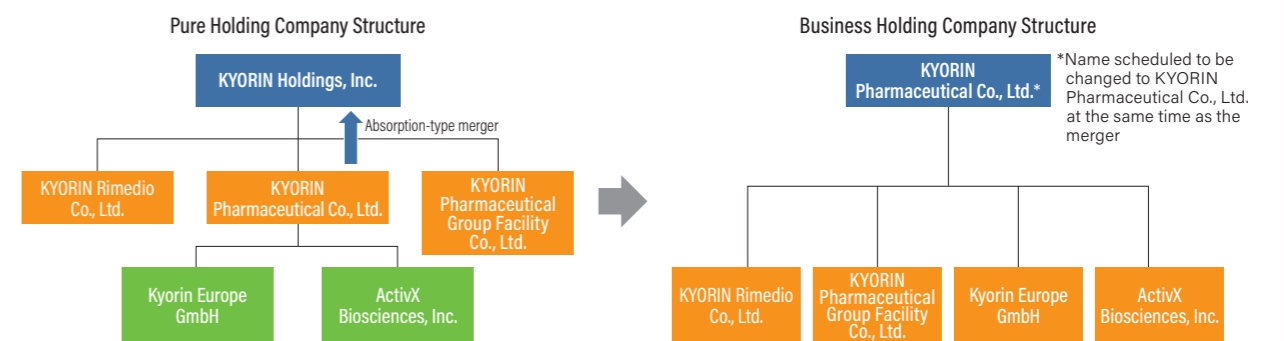 Pure Holding Company Structure
KYORIN Holdings, Inc.
Absorption-type merger
KYORIN Rimedio
Co., Ltd.
KYORIN
Pharmaceutical Co., Ltd.
KYORIN
Pharmaceutical
Group Facility
Co., Ltd.
Kyorin Europe
GmbH
ActivX
Biosciences, Inc.
Business Holding Company Structure
KYORIN
Pharmaceutical Co., Ltd.*
*Name scheduled to be
changed to KYORIN
Pharmaceutical Co., Ltd.
at the same time as the
merger
KYORIN Rimedio
Co., Ltd.
KYORIN
Pharmaceutical
Group Facility
Co., Ltd.
Kyorin Europe
GmbH
ActivX
Biosciences, Inc.